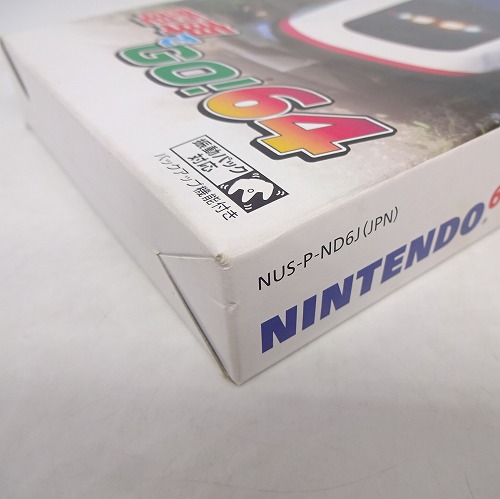 GO!64
振動パック
対応
バックアップ機能付き
NUS-P-ND6J(JPN)
NINTENDO 6